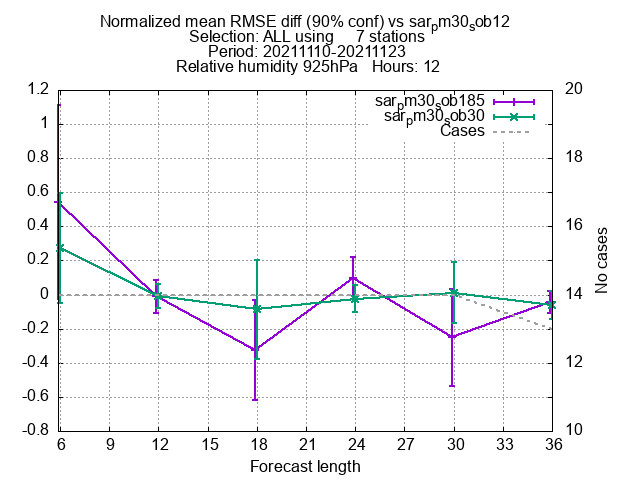 Normalized mean RMSE diff (90% conf) vs sarpm30sob12
Selection: ALL using 7 stations
Period: 20211110-20211123
Relative humidity 925hPa Hours: 12
sarpm30sob185
sarpm30sob30
Cases
1.2
1
0.8
0.6
0.4
0.2
0
-0.2
-0.4
-0.6
-0.8
20
18
16
14
12
10
No cases
6 9 12 15 18 21 24 27 30 33 36
Forecast length